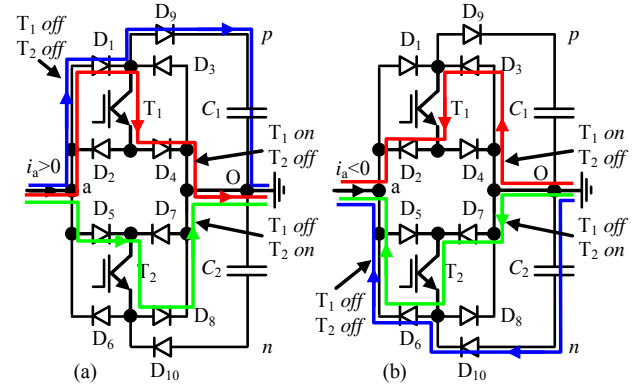 T1 off
T2 off
D9
p
D1
D3
T1
C1
T1 on
T2 off
D2
D4
ia>0
a
O
D5
D7
T1 off
T2 on
T2
C2
D6
D8
n
D10
(a)
D9
p
D1
D3
T1
C1
T1 on
T2 off
D2
D4
ia<0
a
O
D5
D7
T1 off
T2 on
T2
C2
T1 off
T2 off
D6
D8
n
D10
(b)